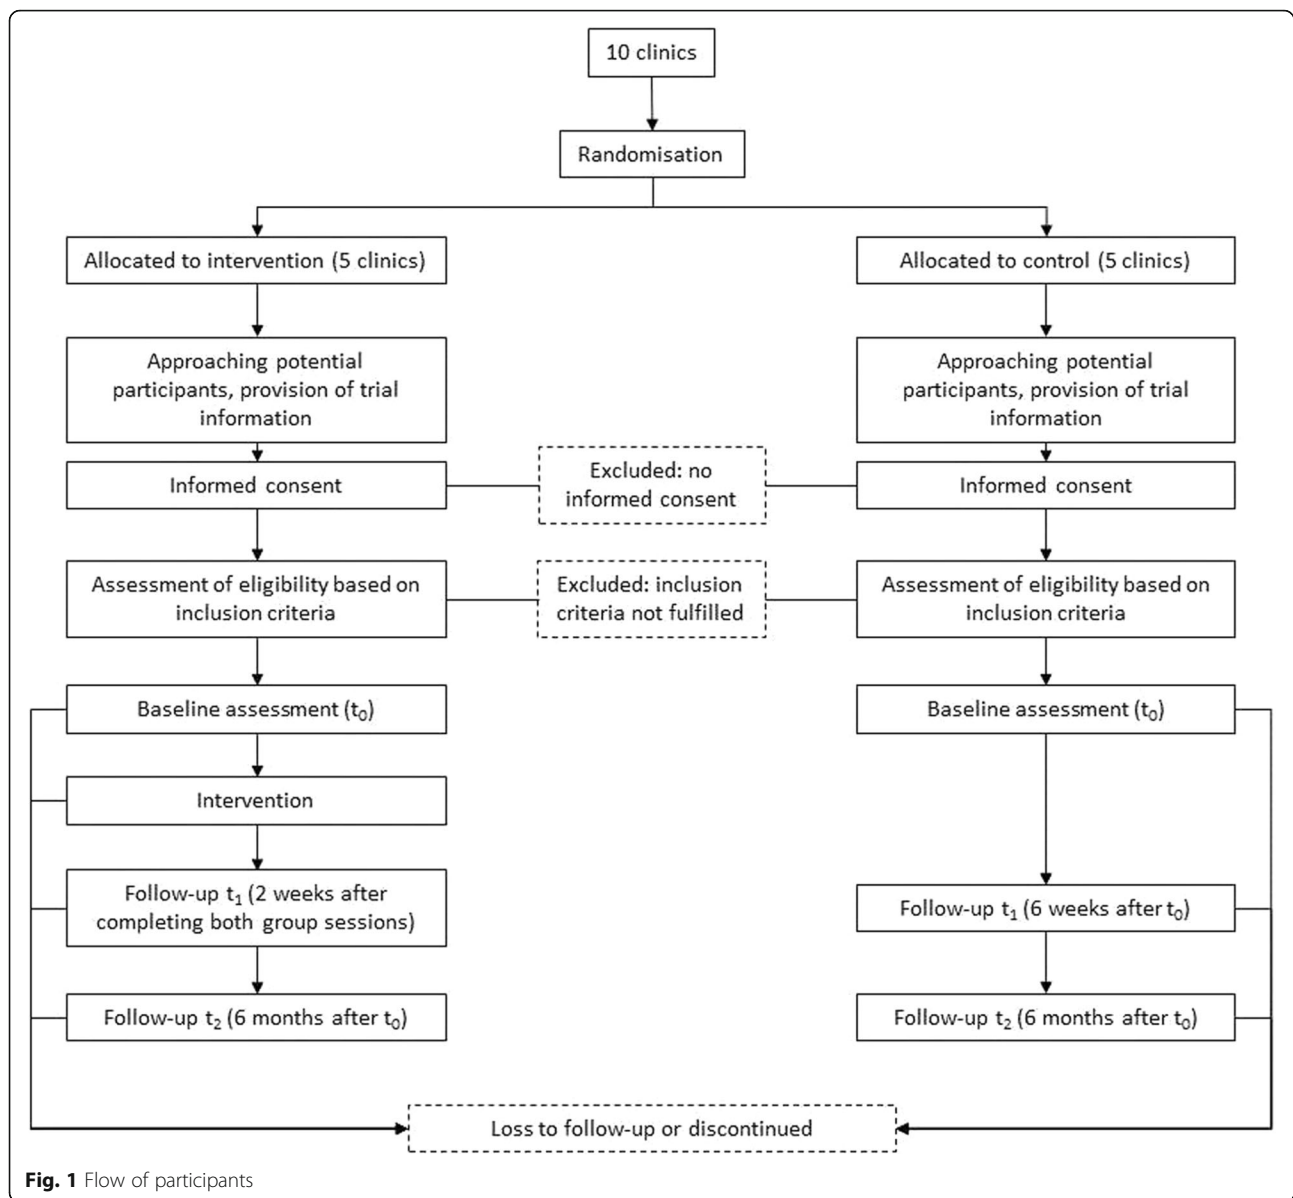 10 clinics
Randomisation
Allocated to intervention (5 clinics)
Allocated to control (5 clinics)
Approaching potential
participants, provision of trial
information
Approaching potential
participants, provision of trial
information
Informed consent
Excluded: no
informed consent
Informed consent
Assessment of eligibility based on
inclusion criteria
Excluded: inclusion
criteria not fulfilled
Assessment of eligibility based on
inclusion criteria
Baseline assessment (t₀)
Baseline assessment (t₀)
Intervention
Follow-up t₁ (2 weeks after
completing both group sessions)
Follow-up t₁ (6 weeks after t₀)
Follow-up t₂ (6 months after t₀)
Follow-up t₂ (6 months after t₀)
Loss to follow-up or discontinued
Fig. 1 Flow of participants